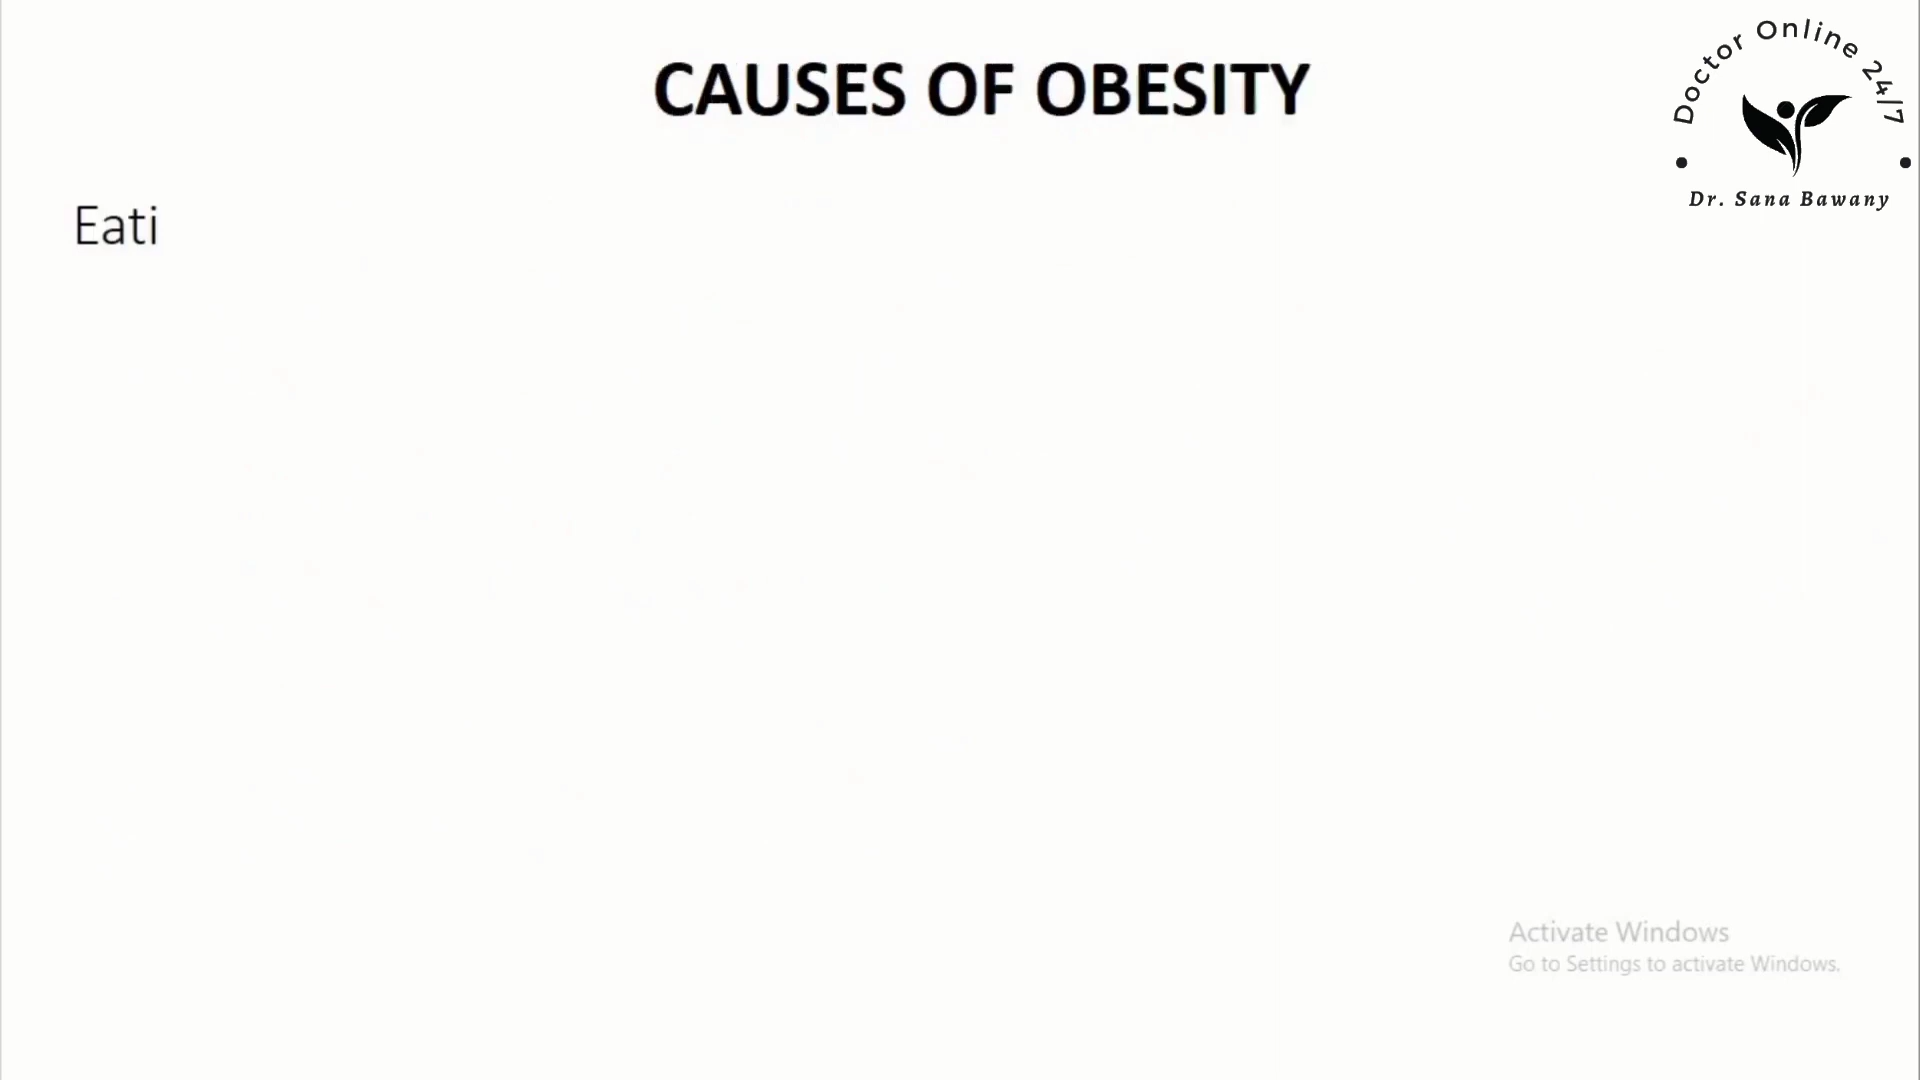 CAUSES OF OBESITY
Doctor Online 24/7
Dr. Sana Bawany
Eati
Activate Windows
Go to Settings to activate Windows.